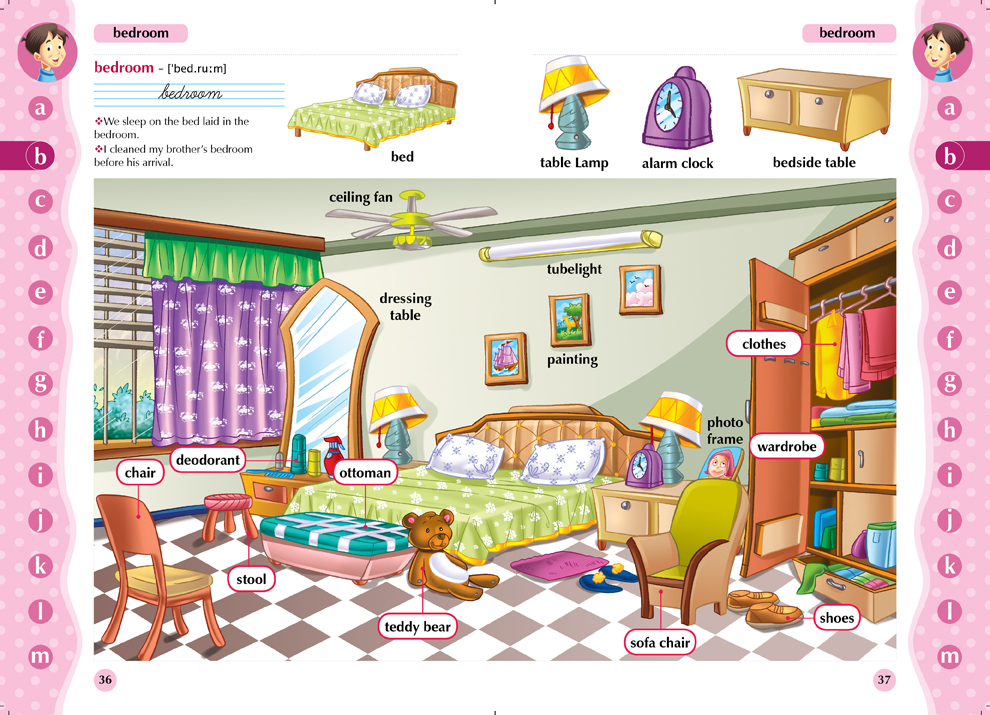 bedroom
bedroom
bedroom – ['bed.ru:m]
bedroom
❖We sleep on the bed laid in the
bedroom.
❖I cleaned my brother's bedroom
before his arrival.
bed
table Lamp
alarm clock
bedside table
a
b
c
d
e
f
g
h
i
j
k
l
m
ceiling fan
tubelight
dressing
table
painting
clothes
photo
frame
wardrobe
deodorant
chair
ottoman
stool
teddy bear
sofa chair
shoes
a
b
c
d
e
f
g
h
i
j
k
l
m
36
37